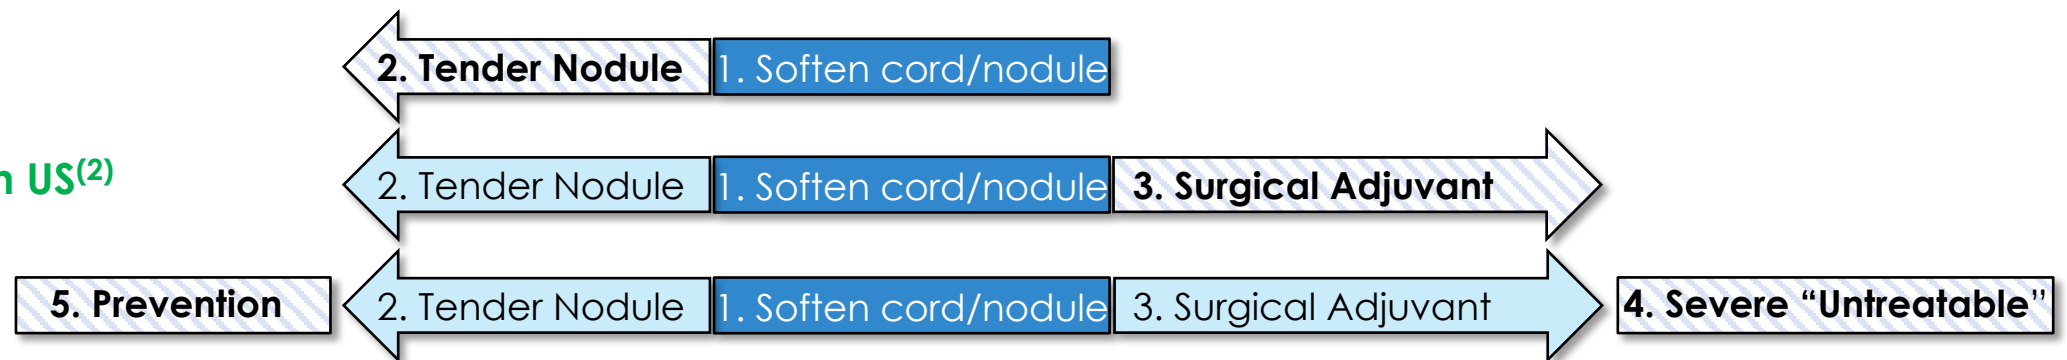 2. Tender Nodule 1. Soften cord/nodule
US(2) 2. Tender Nodule 1. Soften cord/nodule 3. Surgical Adjuvant
5. Prevention 2. Tender Nodule 1. Soften cord/nodule 3. Surgical Adjuvant 4. Severe “Untreatable”